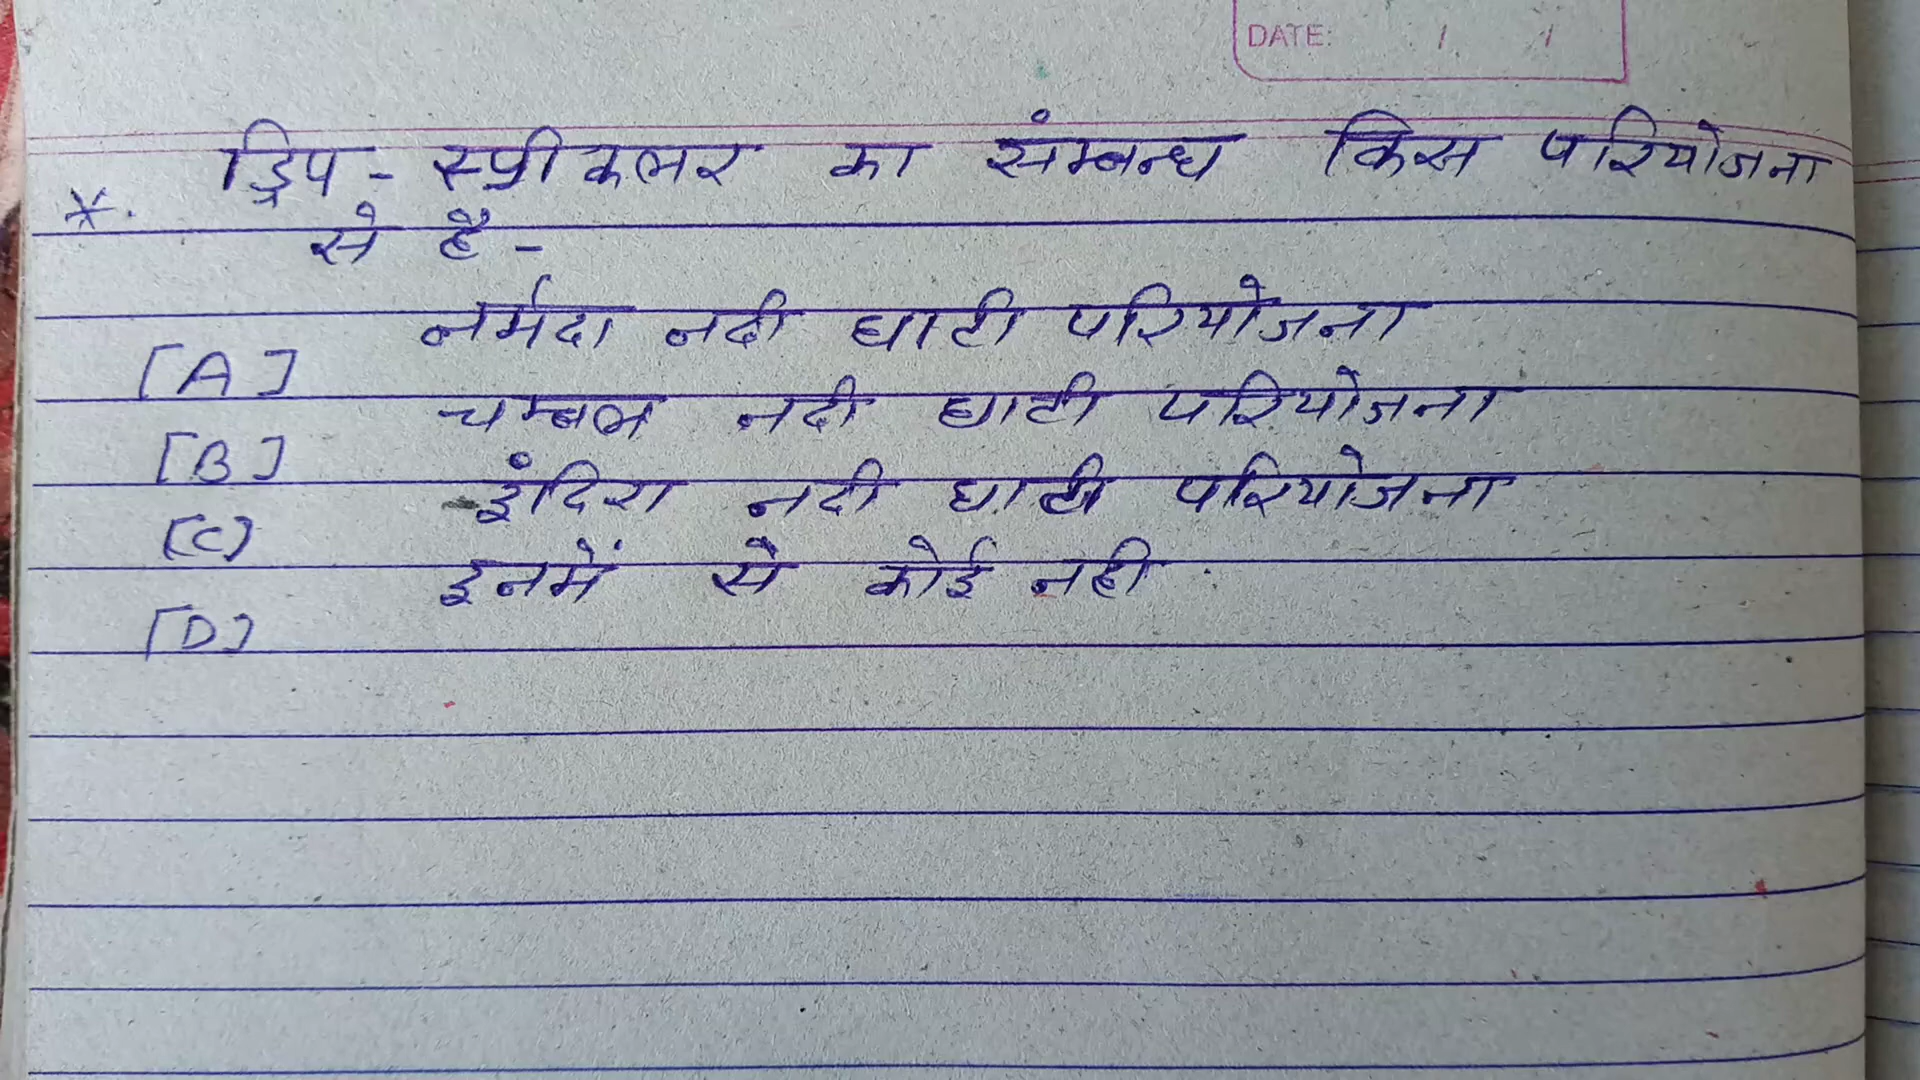 DATE: / /
* . ड्रिप - स्प्रीकलर का संम्बन्ध किस परियोजना
से है -
[A] नर्मदा नदी घाटी परियोजना
[B] चम्बल नदी घाटी परियोजना
[C] इंदिरा नदी घाटी परियोजना
[D] इनमें से कोई नही .